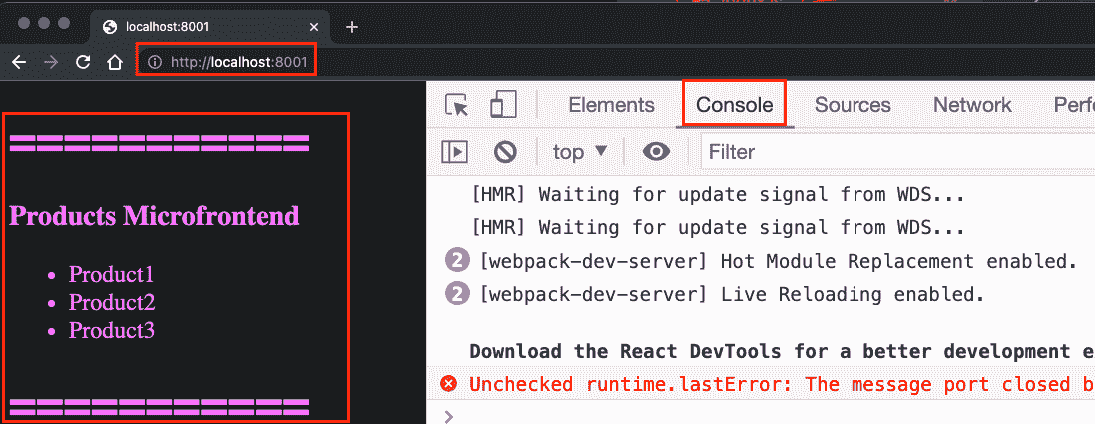 localhost:8001
http://localhost:8001
===========
Products Microfrontend
• Product1
• Product2
• Product3
===========
Elements Console Sources Network Perf
top ▼ Filter
[HMR] Waiting for update signal from WDS...
[HMR] Waiting for update signal from WDS...
2 [webpack-dev-server] Hot Module Replacement enabled.
2 [webpack-dev-server] Live Reloading enabled.
Download the React DevTools for a better development e
Unchecked runtime.lastError: The message port closed b